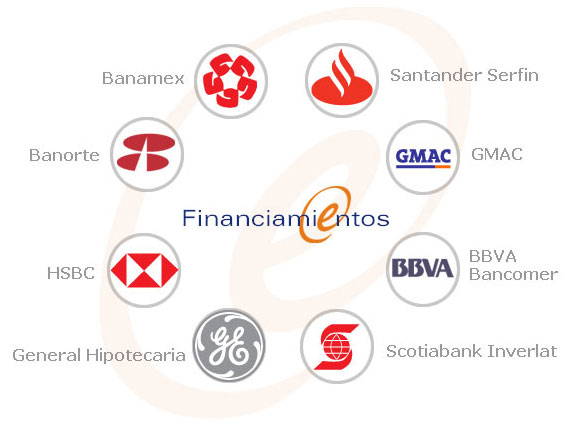 Banamex
Santander Serfin
Banorte
GMAC
GMAC
Financiamientos
HSBC
BBVA
BBVA
Bancomer
General Hipotecaria
GE
Scotiabank Inverlat